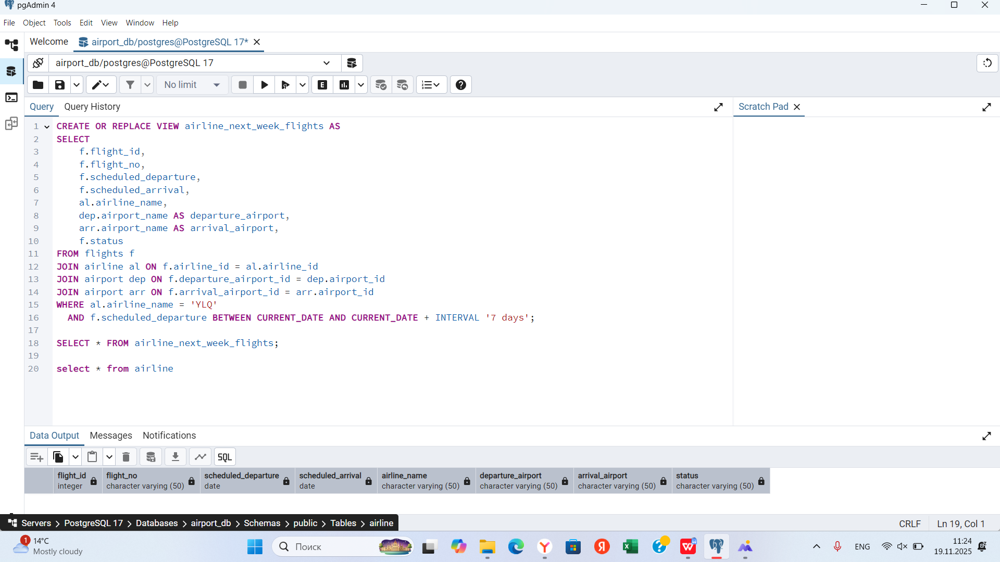 pgAdmin 4
File Object Tools Edit View Window Help
Welcome airport_db/postgres@PostgreSQL 17*
airport_db/postgres@PostgreSQL 17
No limit
Query Query History
Scratch Pad
1 CREATE OR REPLACE VIEW airline_next_week_flights AS
2 SELECT
3 f.flight_id,
4 f.flight_no,
5 f.scheduled_departure,
6 f.scheduled_arrival,
7 al.airline_name,
8 dep.airport_name AS departure_airport,
9 arr.airport_name AS arrival_airport,
10 f.status
11 FROM flights f
12 JOIN airline al ON f.airline_id = al.airline_id
13 JOIN airport dep ON f.departure_airport_id = dep.airport_id
14 JOIN airport arr ON f.arrival_airport_id = arr.airport_id
15 WHERE al.airline_name = 'YLQ'
16 AND f.scheduled_departure BETWEEN CURRENT_DATE AND CURRENT_DATE + INTERVAL '7 days';
17
18 SELECT * FROM airline_next_week_flights;
19
20 select * from airline
Data Output Messages Notifications
SQL
flight_id flight_no scheduled_departure scheduled_arrival airline_name departure_airport arrival_airport status
integer character varying (50) date date character varying (50) character varying (50) character varying (50) character varying (50)
Servers PostgreSQL 17 Databases airport_db Schemas public Tables airline
CRLF Ln 19, Col 1
1
14°C
Mostly cloudy
Поиск
ENG
11:24
19.11.2025